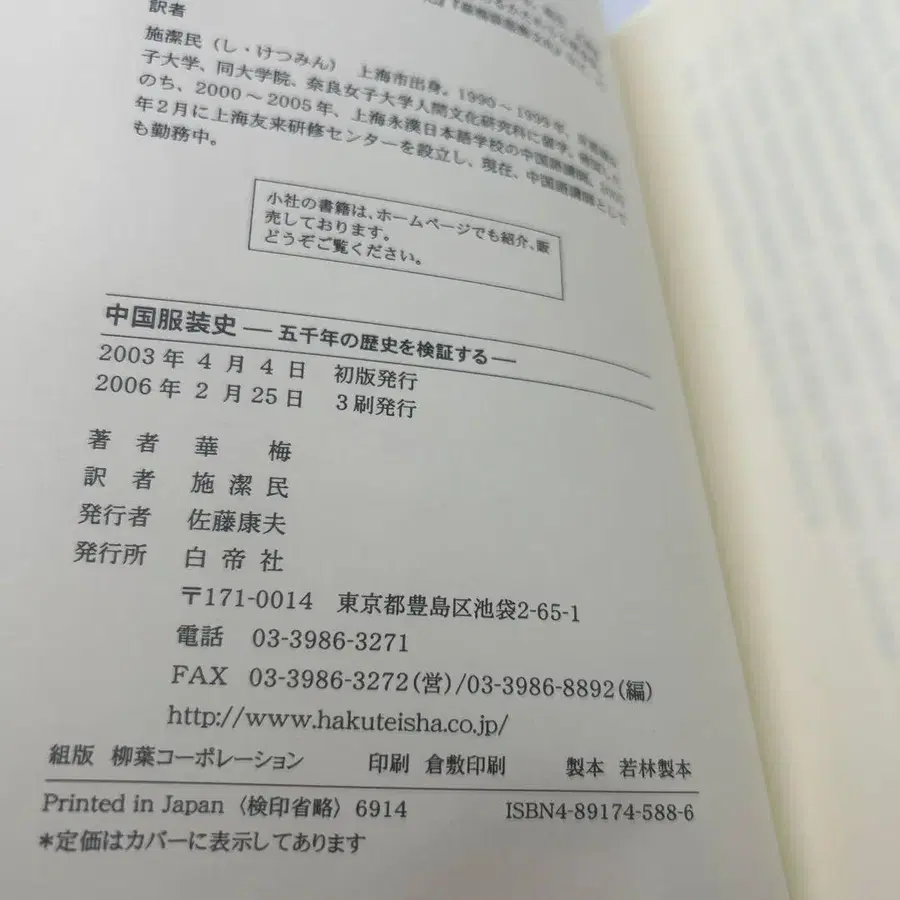 訳者
施潔民（し・けつみん） 上海市出身。1990～1999年、
子大学、同大学院、奈良女子大学人間文化研究科に留学。帰国した
のち、2000～2005年、上海永漢日本語学校の中国語講師、
年2月に上海友来研修センターを設立し、現在、中国語講師として
も勤務中。
小社の書籍は、ホームページでも紹介、販
売しております。
どうぞご覧ください。
中国服装史―五千年の歴史を検証する―
2003年 4月 4日 初版発行
2006年 2月25日 3刷発行
著者 華梅
訳者 施潔民
発行者 佐藤康夫
発行所 白帝社
〒171-0014 東京都豊島区池袋2-65-1
電話 03-3986-3271
FAX 03-3986-3272(営)/03-3986-8892(編)
http://www.hakuteisha.co.jp/
組版 柳葉コーポレーション 印刷 倉敷印刷 製本 若林製本
Printed in Japan〈検印省略〉6914 ISBN4-89174-588-6
*定価はカバーに表示してあります